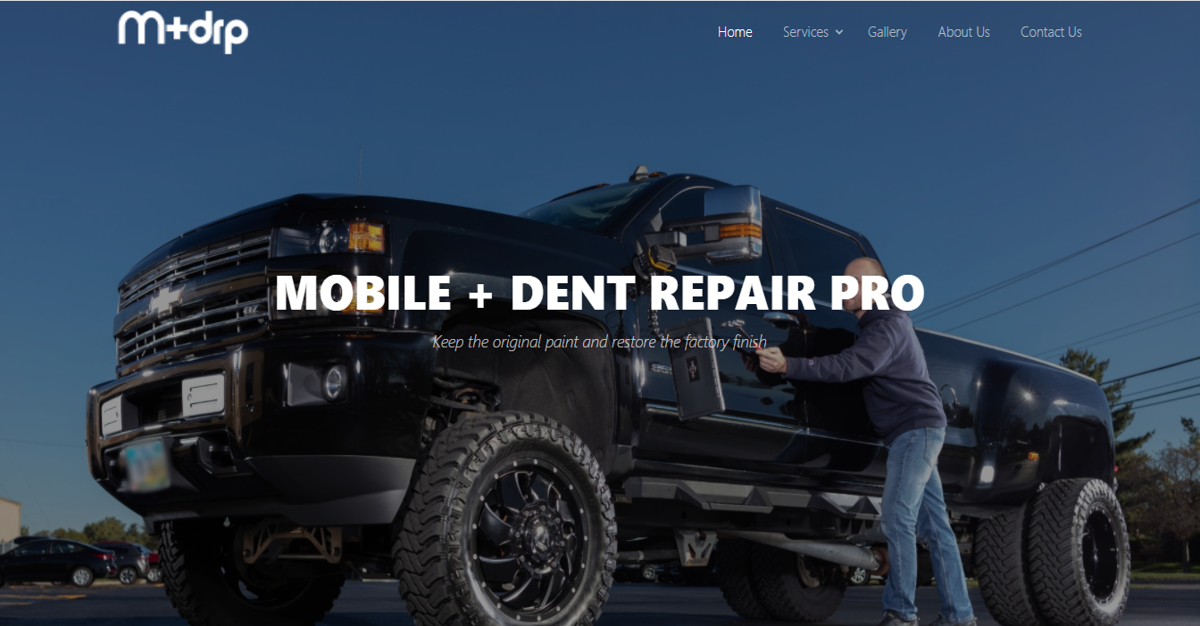 m+drp
Home Services Gallery About Us Contact Us
MOBILE + DENT REPAIR PRO
Keep the original paint and restore the factory finish